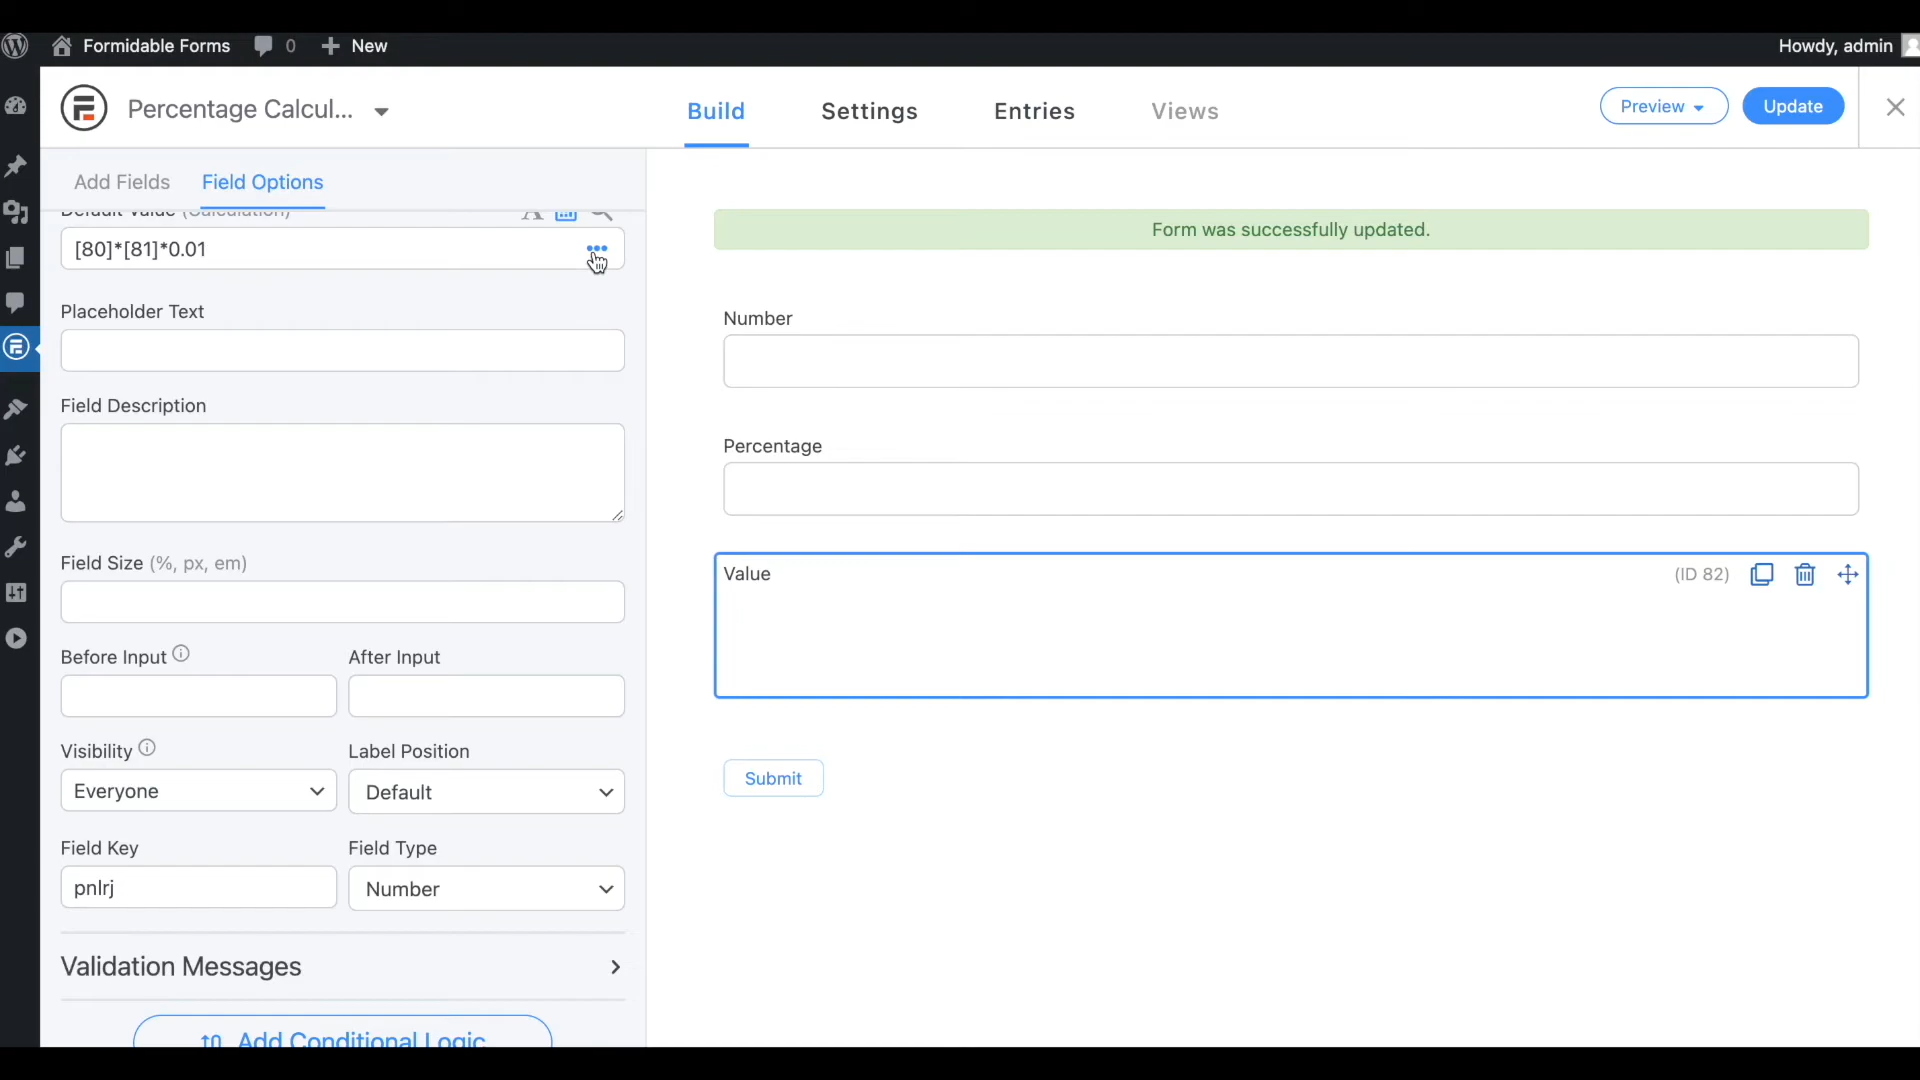 Formidable Forms 0 New Howdy, admin
Percentage Calcul... Build Settings Entries Views Preview Update
Add Fields Field Options
Default Value (Calculation)
[80]*[81]*0.01
Placeholder Text
Field Description
Field Size (%, px, em)
Before Input After Input
Visibility Label Position
Everyone Default
Field Key Field Type
pnlrj Number
Validation Messages
Add Conditional Logic
Form was successfully updated.
Number
Percentage
Value (ID 82)
Submit